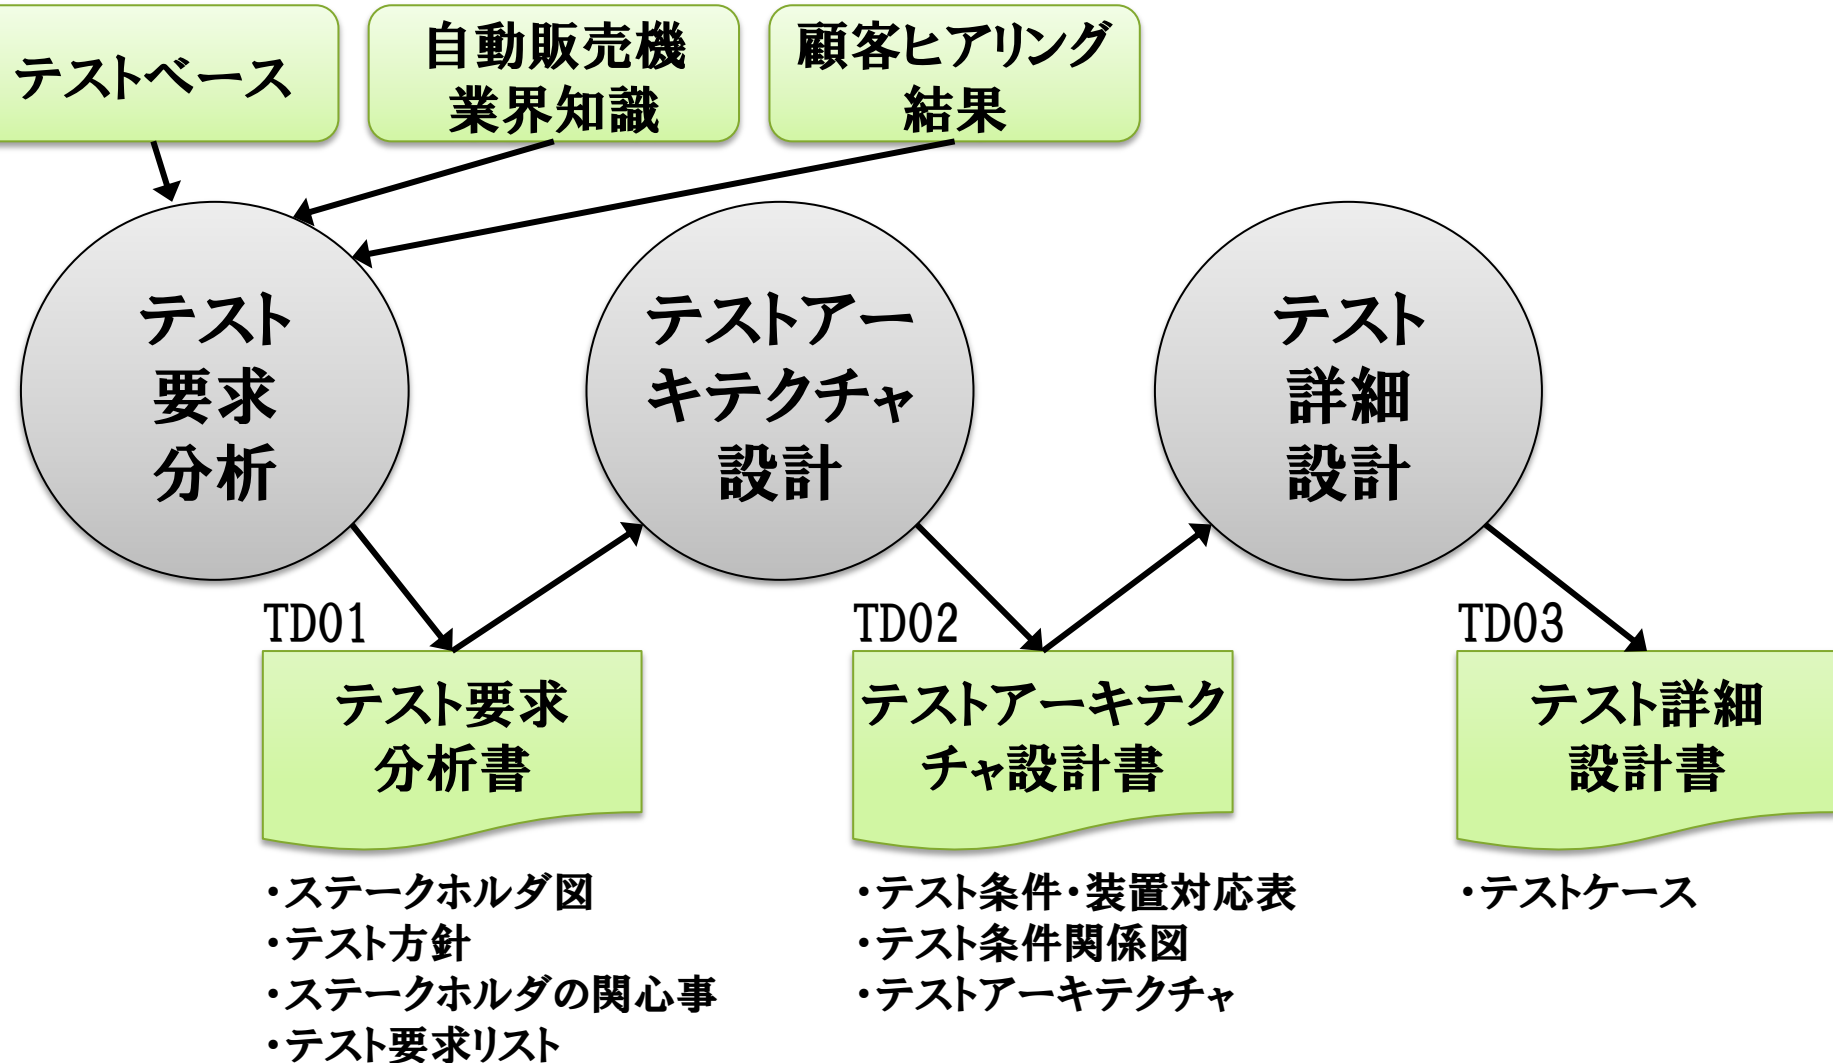 テストベース
自動販売機
業界知識
顧客ヒアリング
結果
テスト
要求
分析
テストアー
キテクチャ
設計
テスト
詳細
設計
TD01
テスト要求
分析書
・ステークホルダ図
・テスト方針
・ステークホルダの関心事
・テスト要求リスト
TD02
テストアーキテク
チャ設計書
・テスト条件・装置対応表
・テスト条件関係図
・テストアーキテクチャ
TD03
テスト詳細
設計書
・テストケース